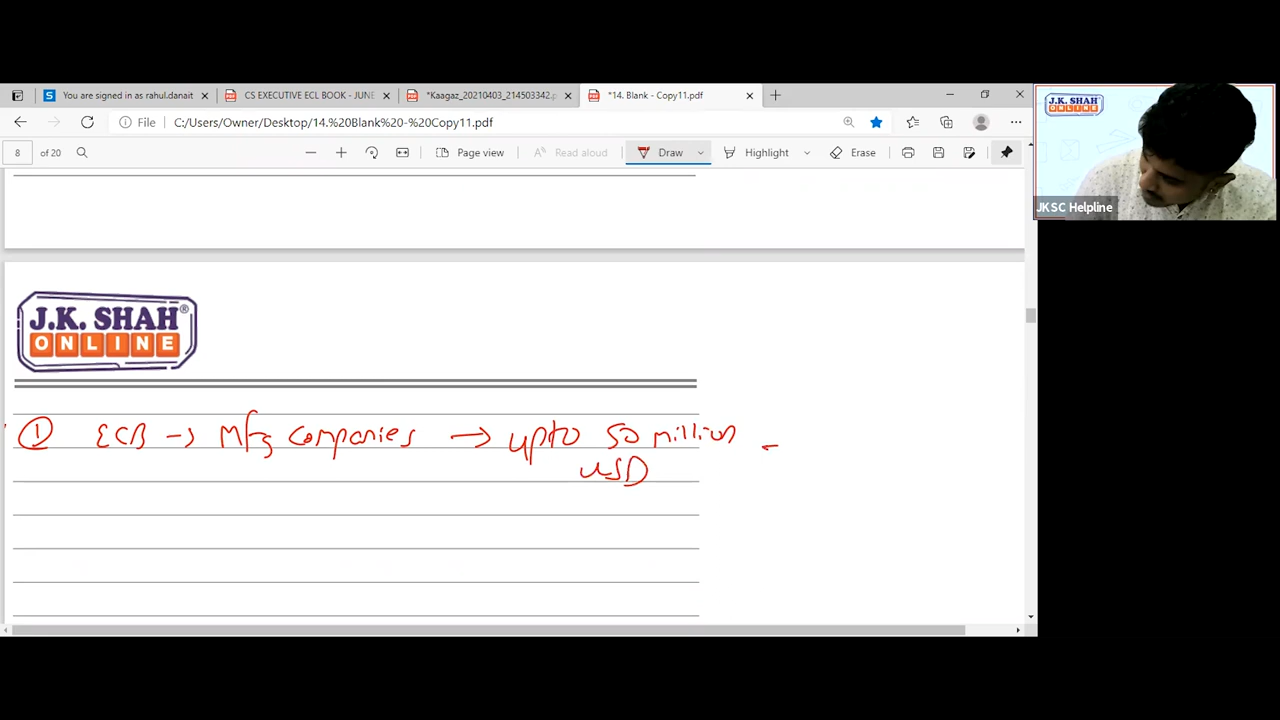 You are signed in as rahul.danait
CS EXECUTIVE ECL BOOK - JUNE
*Kaagaz_20210403_214503342.p
*14. Blank - Copy11.pdf
File
C:/Users/Owner/Desktop/14.%20Blank%20-%20Copy11.pdf
8 of 20
Page view
Read aloud
Draw
Highlight
Erase
J.K. SHAH®
JKSC Helpline
J.K. SHAH®
ONLINE
① ECB → Mfg Companies → upto 50 million
USD